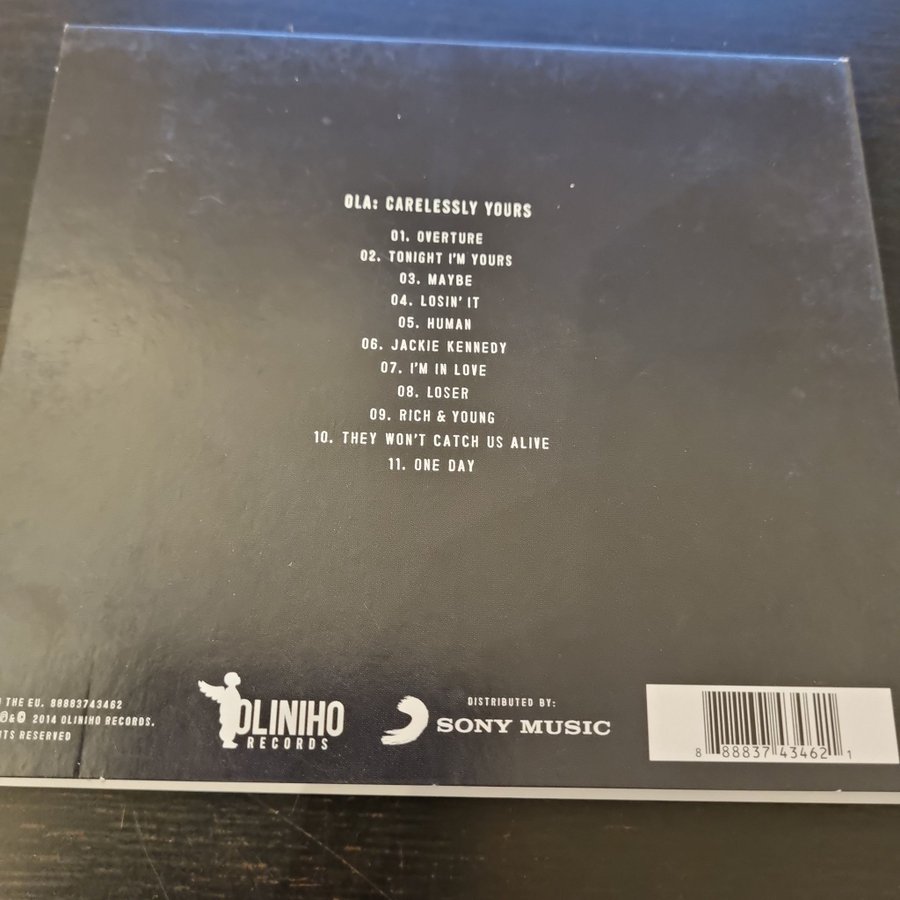 OLA: CARELESSLY YOURS
01. OVERTURE
02. TONIGHT I'M YOURS
03. MAYBE
04. LOSIN' IT
05. HUMAN
06. JACKIE KENNEDY
07. I'M IN LOVE
08. LOSER
09. RICH & YOUNG
10. THEY WON'T CATCH US ALIVE
11. ONE DAY
THE EU. 88883743462
℗&© 2014 OLINIHO RECORDS.
RESERVED
OLINIHO
RECORDS
DISTRIBUTED BY:
SONY MUSIC
8 88837 43462 1